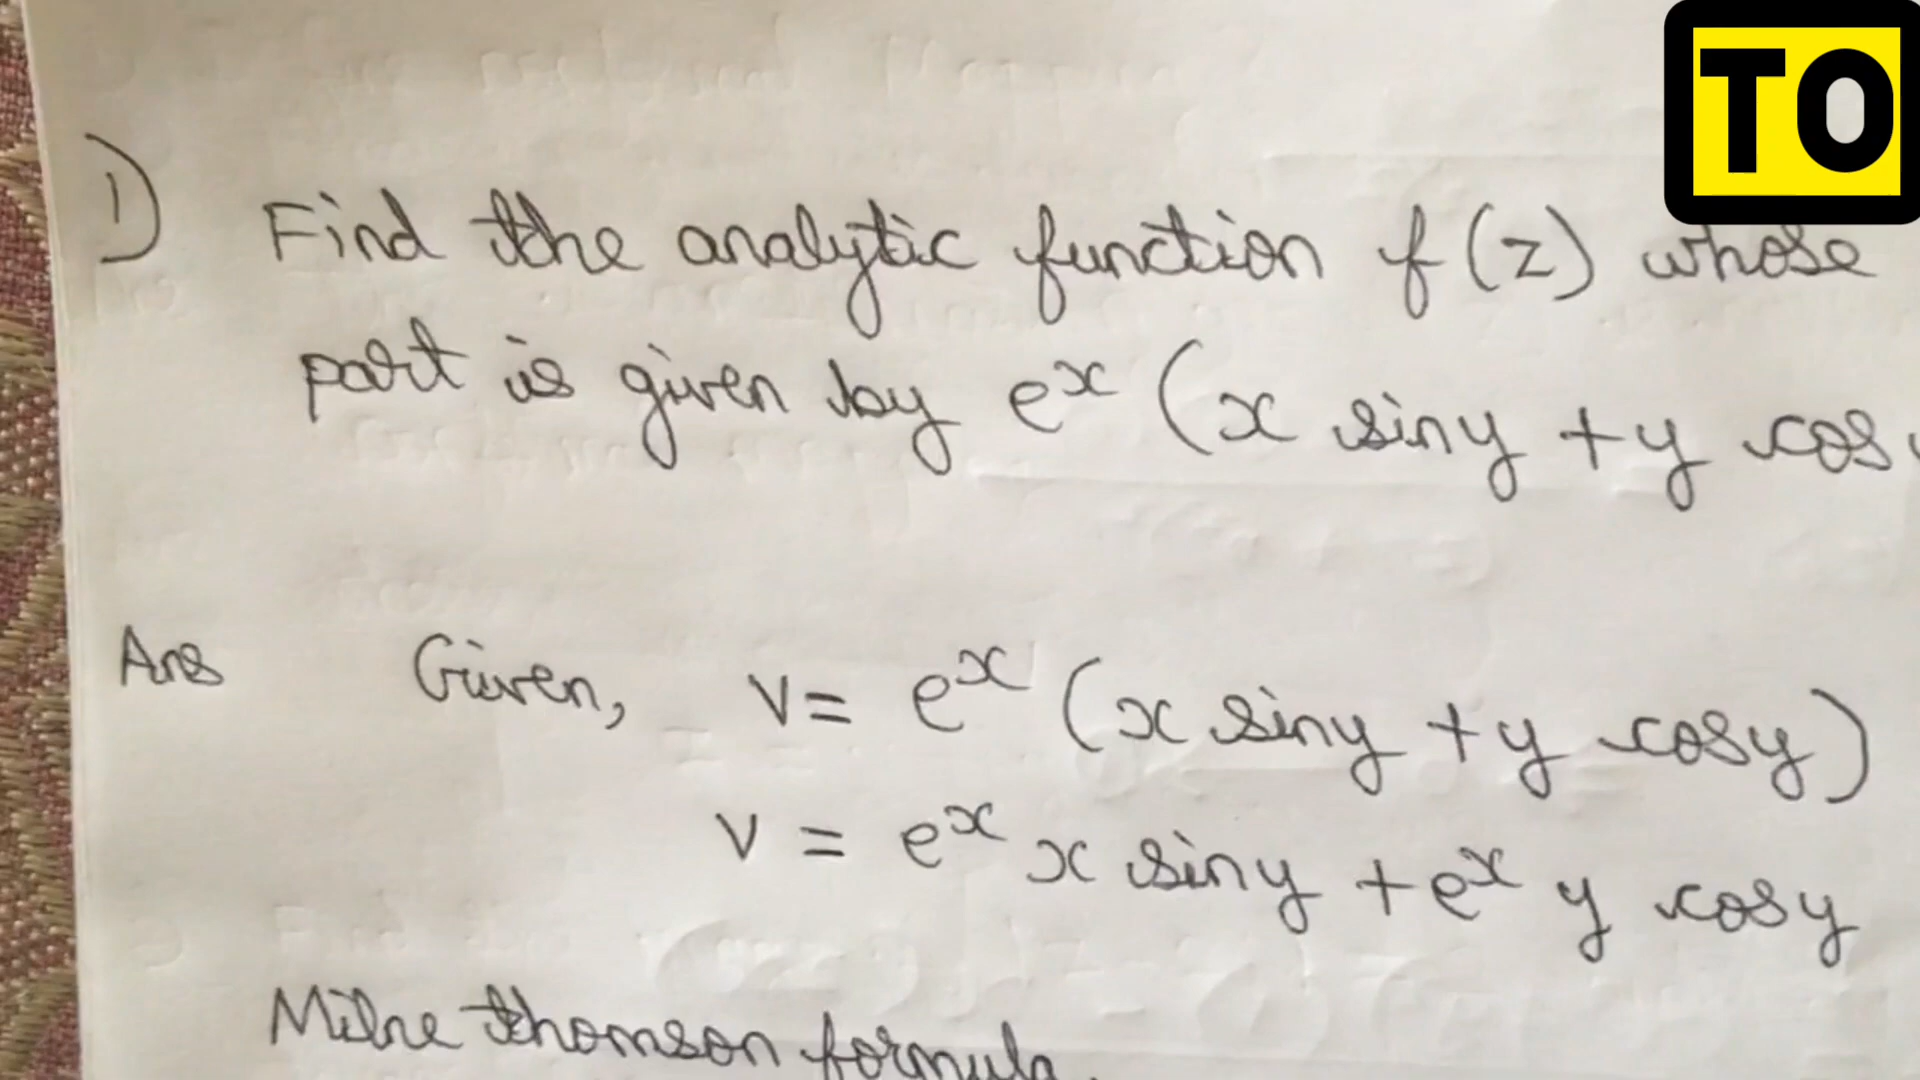 TO
1) Find the analytic function f(z) whose
part is given by e^x (x siny + y cos
Ans Given, v = e^x (x siny + y cosy)
v = e^x x siny + e^x y cosy
Milne thomson formula